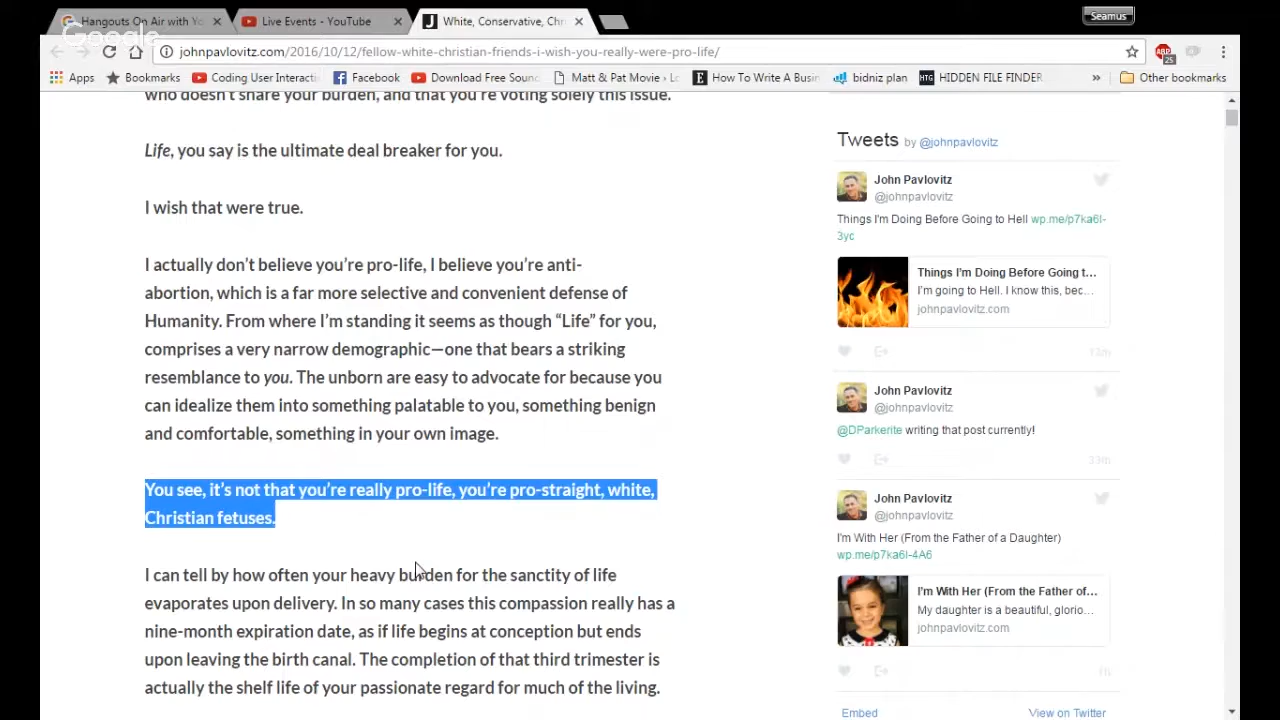 Hangouts On Air with Yo
Live Events - YouTube
White, Conservative, Chr
Seamus
Google
johnpavlovitz.com/2016/10/12/fellow-white-christian-friends-i-wish-you-really-were-pro-life/
ABP
25
Apps
Bookmarks
Coding User Interacti
Facebook
Download Free Soun
Matt & Pat Movie › Lo
How To Write A Busin
bidniz plan
HTG
HIDDEN FILE FINDER
»
Other bookmarks
who doesn't share your burden, and that you're voting solely this issue.
Life, you say is the ultimate deal breaker for you.
I wish that were true.
I actually don't believe you're pro-life, I believe you're anti-
abortion, which is a far more selective and convenient defense of
Humanity. From where I'm standing it seems as though “Life” for you,
comprises a very narrow demographic—one that bears a striking
resemblance to you. The unborn are easy to advocate for because you
can idealize them into something palatable to you, something benign
and comfortable, something in your own image.
You see, it's not that you're really pro-life, you're pro-straight, white,
Christian fetuses.
I can tell by how often your heavy burden for the sanctity of life
evaporates upon delivery. In so many cases this compassion really has a
nine-month expiration date, as if life begins at conception but ends
upon leaving the birth canal. The completion of that third trimester is
actually the shelf life of your passionate regard for much of the living.
Tweets by @johnpavlovitz
John Pavlovitz
@johnpavlovitz
Things I'm Doing Before Going to Hell wp.me/p7ka6l-
3yc
Things I'm Doing Before Going t...
I'm going to Hell. I know this, bec...
johnpavlovitz.com
12m
John Pavlovitz
@johnpavlovitz
@DParkerite writing that post currently!
33m
John Pavlovitz
@johnpavlovitz
I'm With Her (From the Father of a Daughter)
wp.me/p7ka6l-4A6
I'm With Her (From the Father of...
My daughter is a beautiful, glorio...
johnpavlovitz.com
1h
Embed
View on Twitter